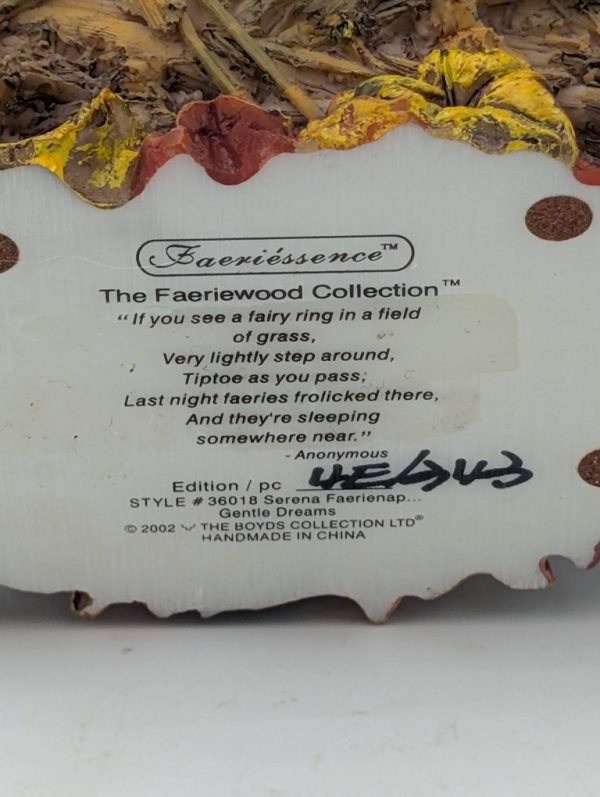 Faeriéssence™
The Faeriewood Collection™
“If you see a fairy ring in a field
of grass,
Very lightly step around,
Tiptoe as you pass;
Last night faeries frolicked there,
And they're sleeping
somewhere near.”
- Anonymous
Edition / pc
STYLE # 36018 Serena Faerienap...
Gentle Dreams
© 2002 THE BOYDS COLLECTION LTD®
HANDMADE IN CHINA